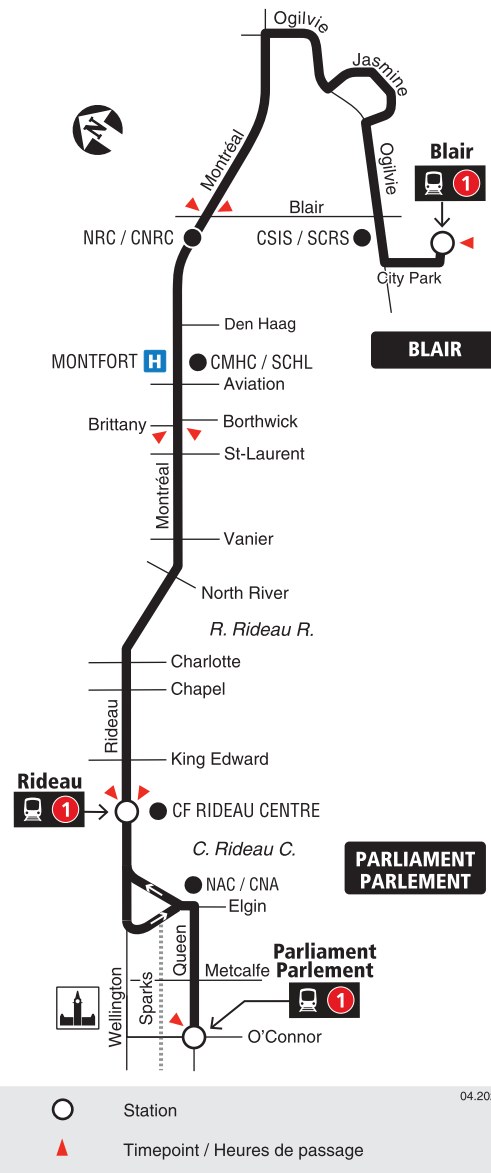 Ogilvie
Jasmine
N
Montréal
Ogilvie
Blair
1
Blair
NRC / CNRC
CSIS / SCRS
City Park
Den Haag
BLAIR
MONTFORT H
CMHC / SCHL
Aviation
Brittany
Borthwick
St-Laurent
Montréal
Vanier
North River
R. Rideau R.
Charlotte
Chapel
Rideau
King Edward
Rideau
1
CF RIDEAU CENTRE
C. Rideau C.
PARLIAMENT
PARLEMENT
NAC / CNA
Elgin
Queen
Parliament
Parlement
Metcalfe
1
Wellington
Sparks
O'Connor
04.202
Station
Timepoint / Heures de passage